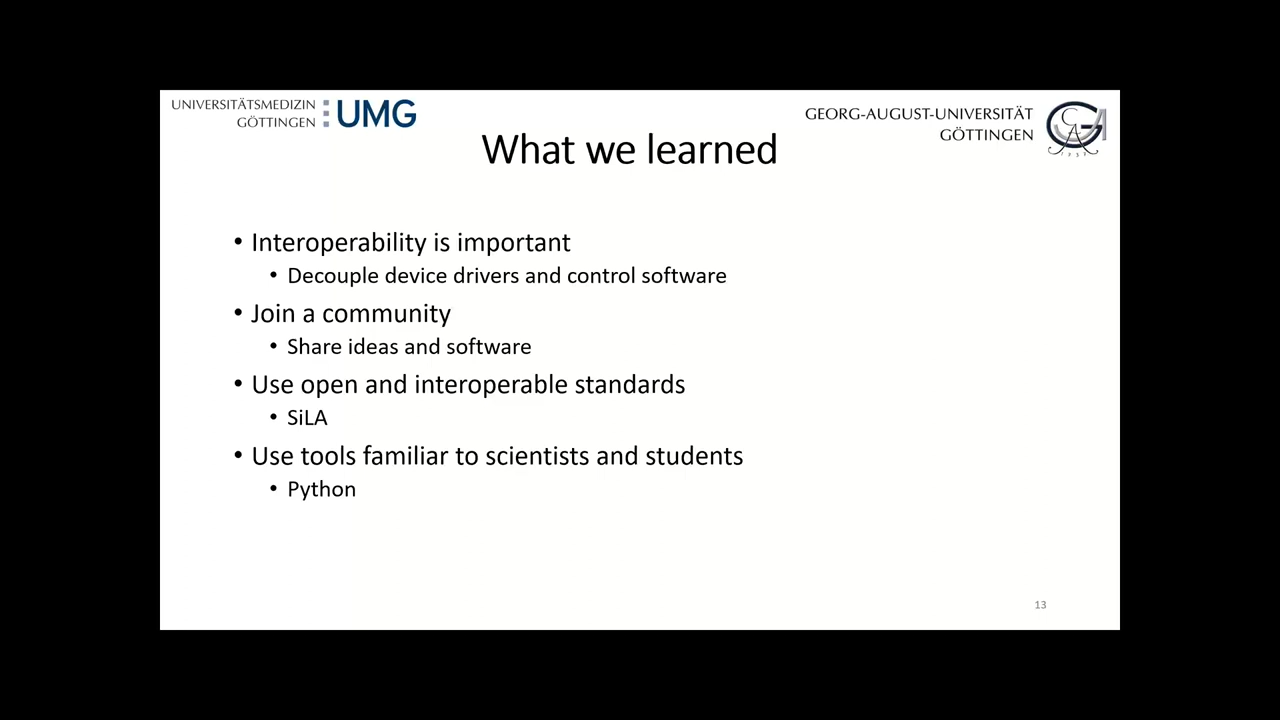 UNIVERSITÄTSMEDIZIN
GÖTTINGEN
UMG
GEORG-AUGUST-UNIVERSITÄT
GÖTTINGEN
What we learned
• Interoperability is important
• Decouple device drivers and control software
• Join a community
• Share ideas and software
• Use open and interoperable standards
• SiLA
• Use tools familiar to scientists and students
• Python
13